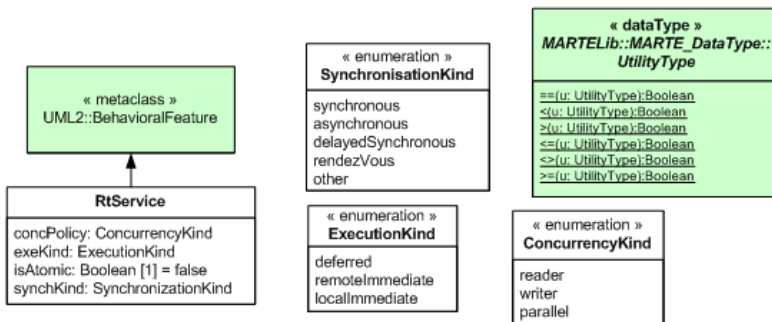 « metaclass »
UML2::BehavioralFeature
RtService
concPolicy: ConcurrencyKind
exeKind: ExecutionKind
isAtomic: Boolean [1] = false
synchKind: SynchronizationKind
« enumeration »
SynchronisationKind
synchronous
asynchronous
delayedSynchronous
rendezVous
other
« enumeration »
ExecutionKind
deferred
remoteImmediate
localImmediate
« dataType »
MARTELib::MARTE_DataType::
UtilityType
==(u: UtilityType):Boolean
<(u: UtilityType):Boolean
>(u: UtilityType):Boolean
<=(u: UtilityType):Boolean
<>(u: UtilityType):Boolean
>=(u: UtilityType):Boolean
« enumeration »
ConcurrencyKind
reader
writer
parallel